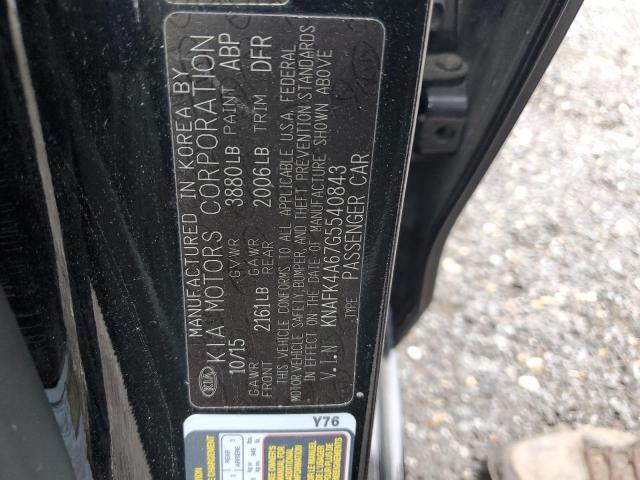 MANUFACTURED IN KOREA BY
KIA MOTORS CORPORATION
10/15 GVWR 3880LB PAINT ABP
GAWR FRONT 2161LB GAWR REAR 2006LB TRIM DFR
THIS VEHICLE CONFORMS TO ALL APPLICABLE U.S.A. FEDERAL
MOTOR VEHICLE SAFETY, BUMPER, AND THEFT PREVENTION STANDARDS
IN EFFECT ON THE DATE OF MANUFACTURE SHOWN ABOVE
V.I.N KNAFK4A67G5540843
TYPE PASSENGER CAR
KIA
Y76
REAR